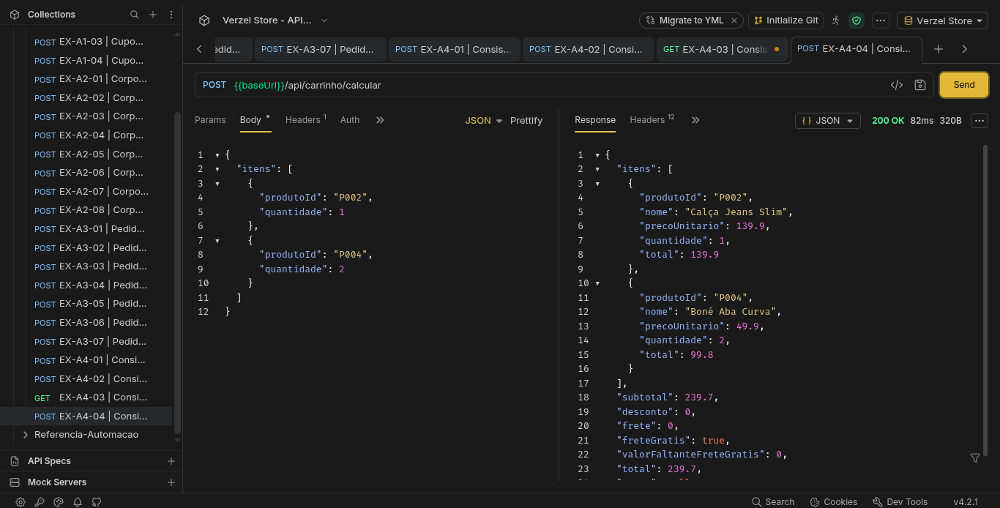 Collections
POST EX-A1-03 | Cupo...
POST EX-A1-04 | Cupo...
POST EX-A2-01 | Corpo...
POST EX-A2-02 | Corp...
POST EX-A2-03 | Corp...
POST EX-A2-04 | Corp...
POST EX-A2-05 | Corp...
POST EX-A2-06 | Corp...
POST EX-A2-07 | Corpo...
POST EX-A2-08 | Corp...
POST EX-A3-01 | Pedid...
POST EX-A3-02 | Pedid...
POST EX-A3-03 | Pedid...
POST EX-A3-04 | Pedid...
POST EX-A3-05 | Pedid...
POST EX-A3-06 | Pedid...
POST EX-A3-07 | Pedid...
POST EX-A4-01 | Consi...
POST EX-A4-02 | Consi...
GET EX-A4-03 | Consi...
POST EX-A4-04 | Consi...
Referencia-Automacao
API Specs
Mock Servers
Verzel Store - API...
Migrate to YML
Initialize Git
Verzel Store
edid...
POST EX-A3-07 | Pedid...
POST EX-A4-01 | Consis...
POST EX-A4-02 | Consi...
GET EX-A4-03 | Consis
POST EX-A4-04 | Consi...
POST {{baseUrl}}/api/carrinho/calcular
Send
Params Body Headers 1 Auth JSON Prettify
1 {
2 "itens": [
3 {
4 "produtoId": "P002",
5 "quantidade": 1
6 },
7 {
8 "produtoId": "P004",
9 "quantidade": 2
10 }
11 ]
12 }
Response Headers 12 { } JSON 200 OK 82ms 320B
1 {
2 "itens": [
3 {
4 "produtoId": "P002",
5 "nome": "Calça Jeans Slim",
6 "precoUnitario": 139.9,
7 "quantidade": 1,
8 "total": 139.9
9 },
10 {
11 "produtoId": "P004",
12 "nome": "Boné Aba Curva",
13 "precoUnitario": 49.9,
14 "quantidade": 2,
15 "total": 99.8
16 }
17 ],
18 "subtotal": 239.7,
19 "desconto": 0,
20 "frete": 0,
21 "freteGratis": true,
22 "valorFaltanteFreteGratis": 0,
23 "total": 239.7,
Search Cookies Dev Tools v4.2.1